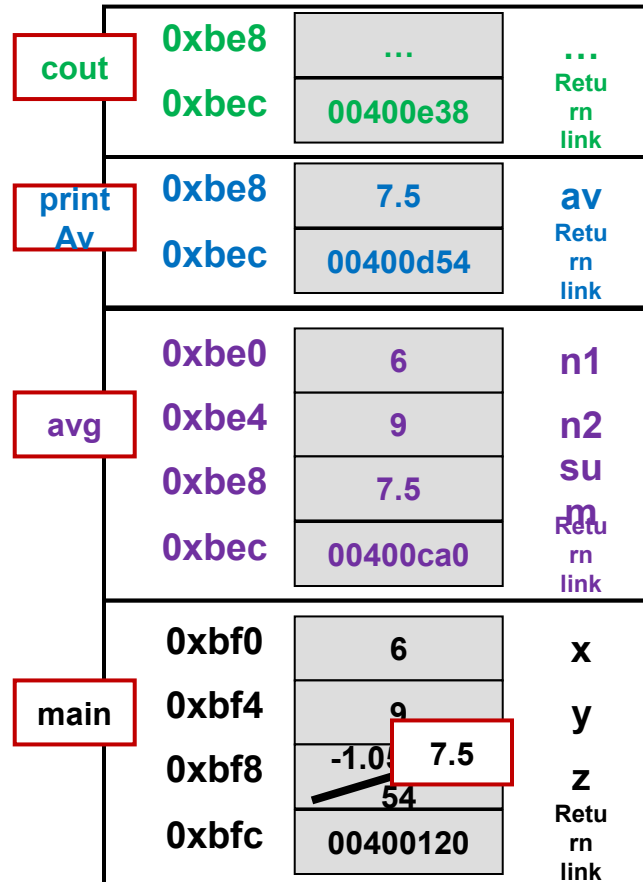 cout
0xbe8 ... ...
0xbec 00400e38 Retu
rn
link
print
Av
0xbe8 7.5 av
0xbec 00400d54 Retu
rn
link
avg
0xbe0 6 n1
0xbe4 9 n2
0xbe8 7.5 su
m
0xbec 00400ca0 Retu
rn
link
main
0xbf0 6 x
0xbf4 9 y
0xbf8 7.5 z
54
0xbfc 00400120 Retu
rn
link